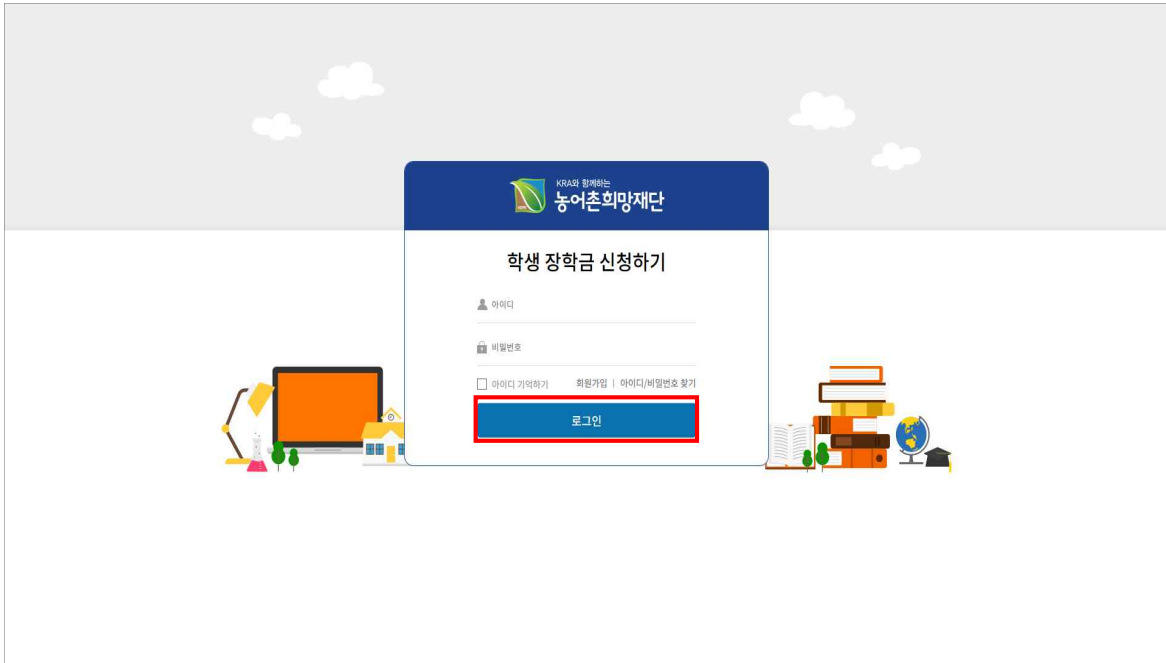 KRA와 함께하는
농어촌희망재단
학생 장학금 신청하기
아이디
비밀번호
아이디 기억하기 회원가입 | 아이디/비밀번호 찾기
로그인